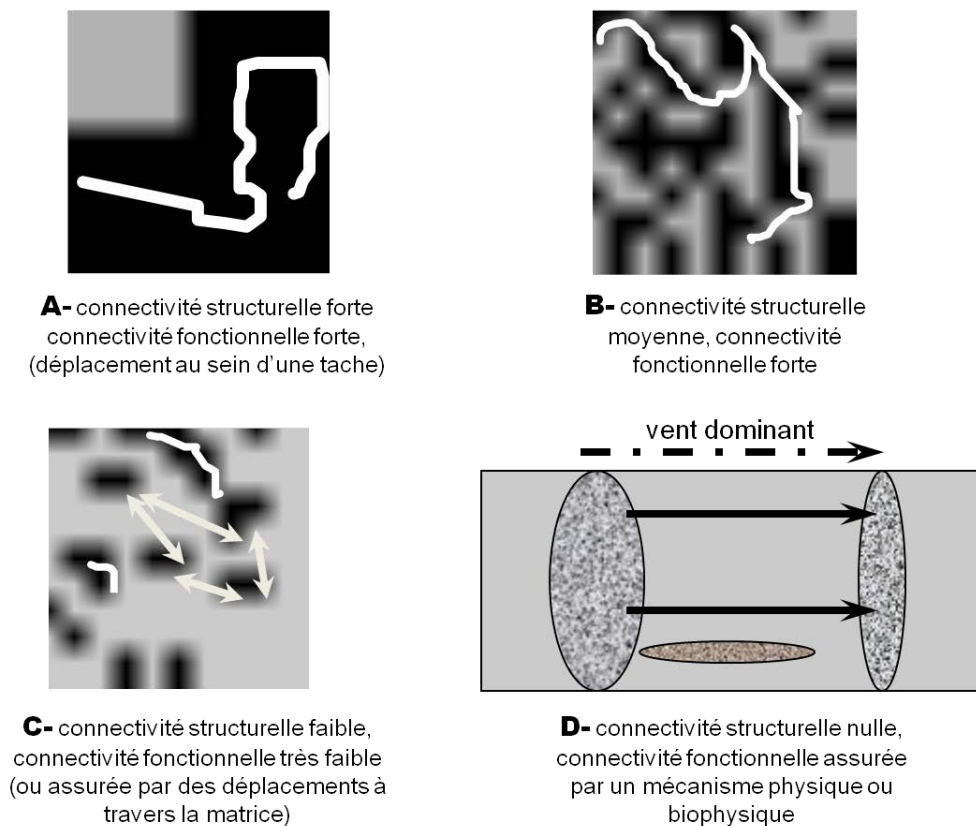 A- connectivité structurelle forte
connectivité fonctionnelle forte,
(déplacement au sein d'une tache)
B- connectivité structurelle
moyenne, connectivité
fonctionnelle forte
vent dominant
C- connectivité structurelle faible,
connectivité fonctionnelle très faible
(ou assurée par des déplacements à
travers la matrice)
D- connectivité structurelle nulle,
connectivité fonctionnelle assurée
par un mécanisme physique ou
biophysique